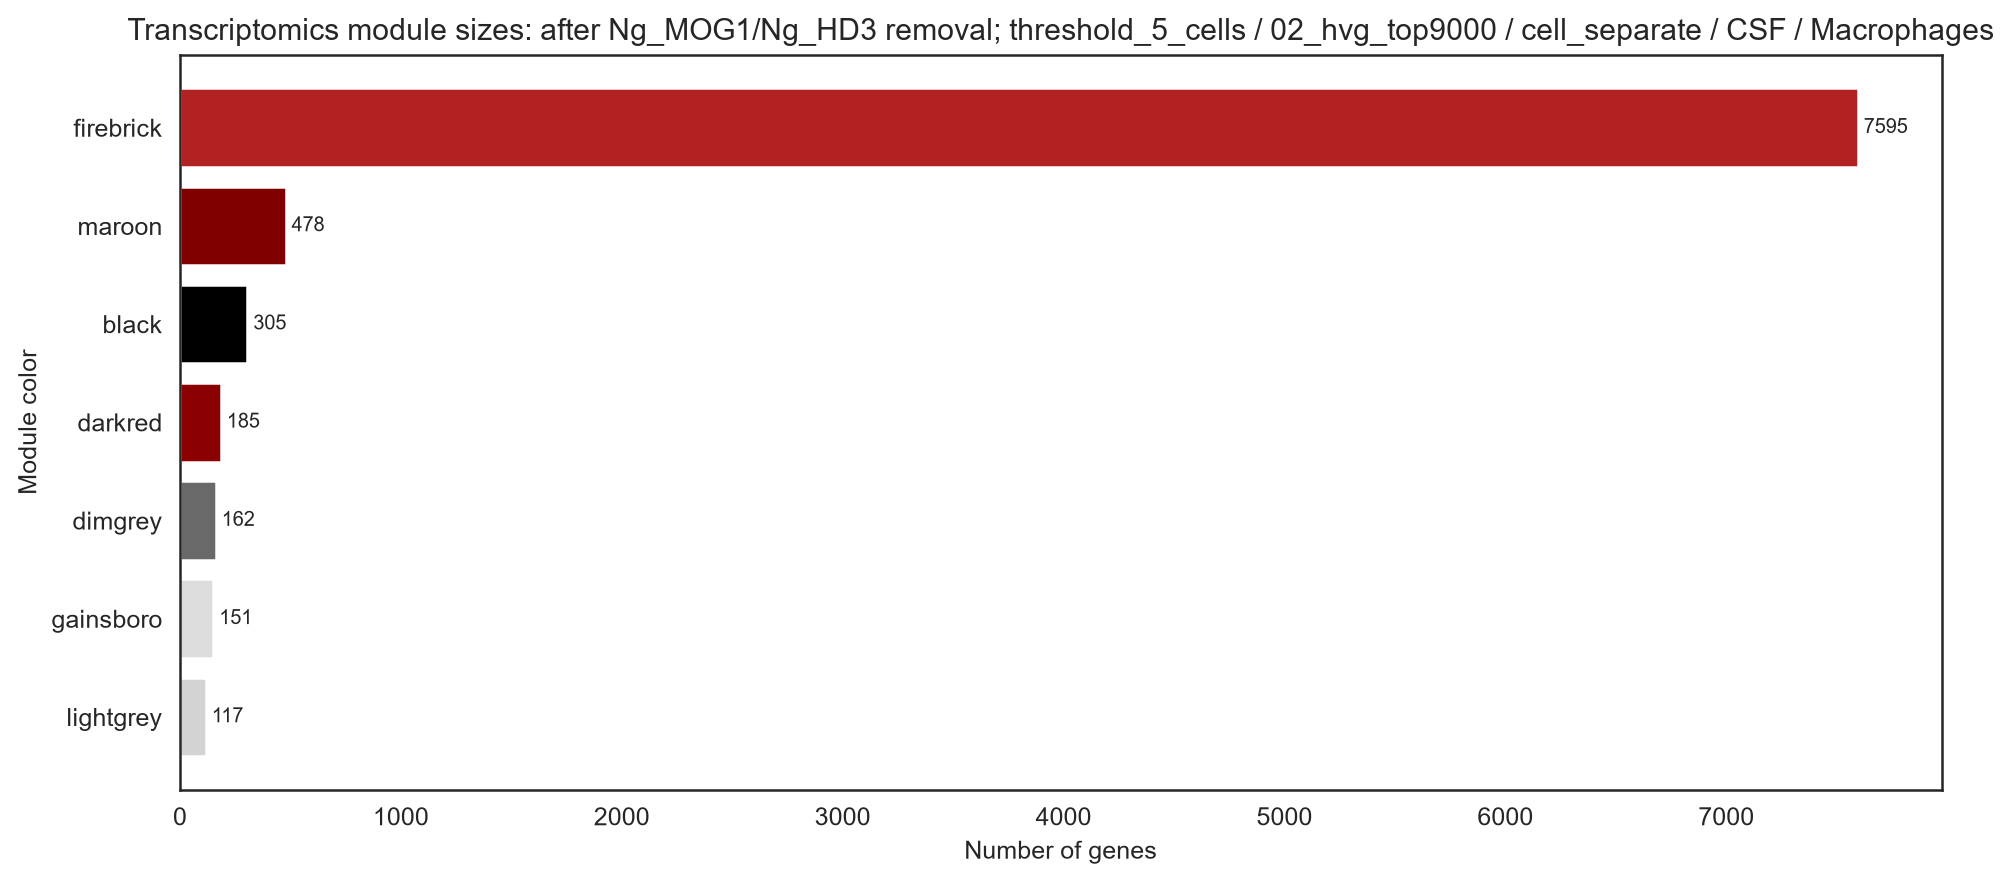 Transcriptomics module sizes: after Ng_MOG1/Ng_HD3 removal; threshold_5_cells / 02_hvg_top9000 / cell_separate / CSF / Macrophages
firebrick 7595
maroon 478
black 305
darkred 185
dimgrey 162
gainsboro 151
lightgrey 117
Module color
0 1000 2000 3000 4000 5000 6000 7000
Number of genes